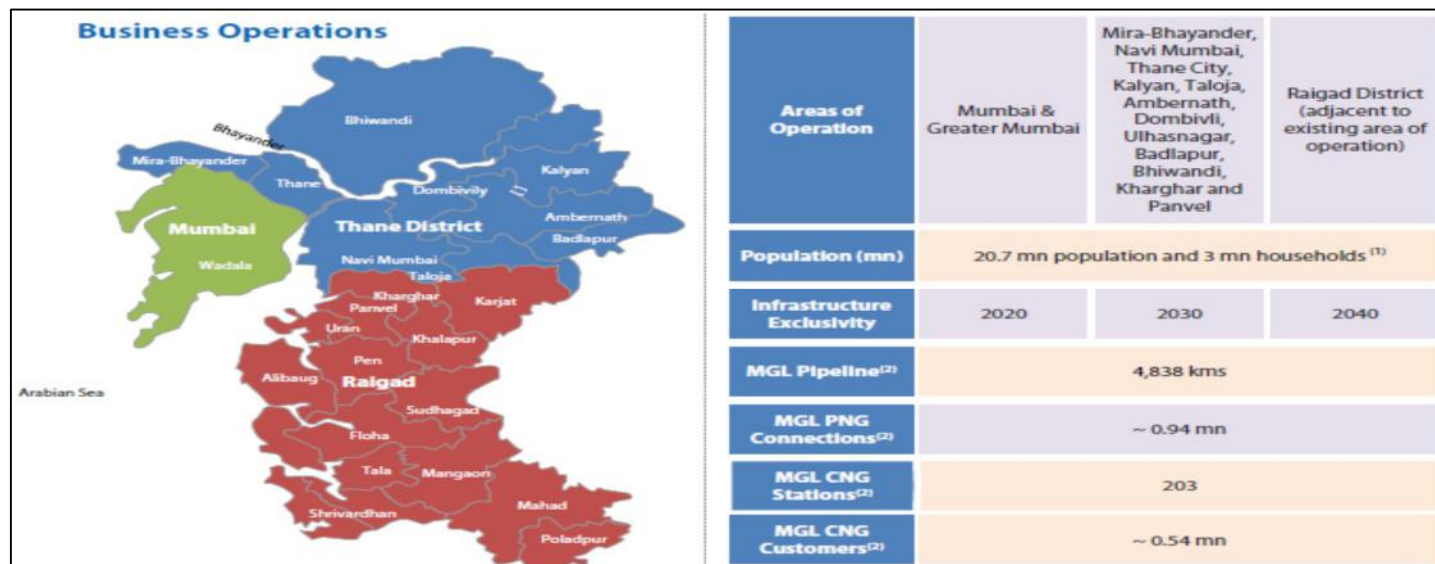 Business Operations
Bhiwandi
Bhayander
Mira-Bhayander
Thane
Kalyan
Dombivily
Mumbai
Thane District
Ambernath
Badlapur
Wadala
Navi Mumbai
Taloja
Kharghar
Karjat
Panvel
Uran
Khalapur
Pen
Alibaug
Raigad
Arabian Sea
Sudhagad
Floha
Tala
Mangaon
Mahad
Shrivardhan
Poladpur
Areas of
Operation
Mumbai &
Greater Mumbai
Mira-Bhayander,
Navi Mumbai,
Thane City,
Kalyan, Taloja,
Ambernath,
Dombivli,
Ulhasnagar,
Badlapur,
Bhiwandi,
Kharghar and
Panvel
Raigad District
(adjacent to
existing area of
operation)
Population (mn)
20.7 mn population and 3 mn households (1)
Infrastructure
Exclusivity
2020
2030
2040
MGL Pipeline(2)
4,838 kms
MGL PNG
Connections(2)
~ 0.94 mn
MGL CNG
Stations(2)
203
MGL CNG
Customers(2)
~ 0.54 mn